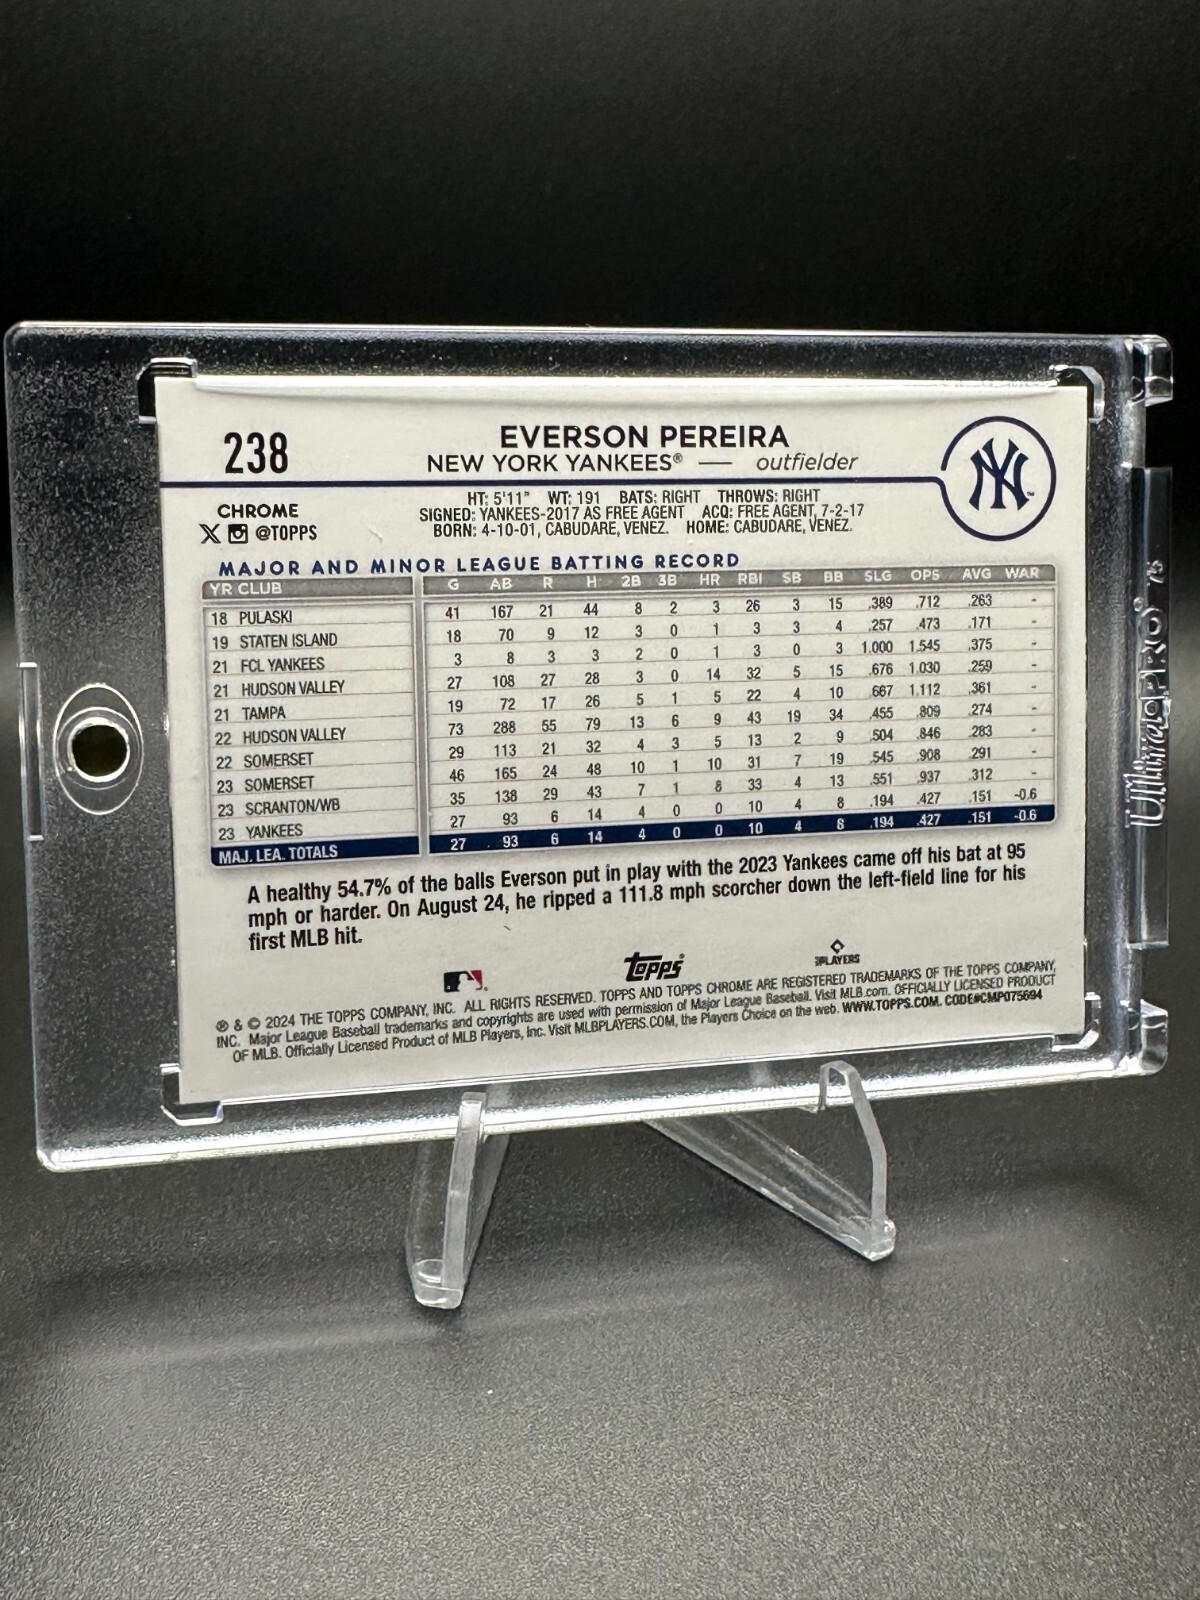 238
EVERSON PEREIRA
NEW YORK YANKEES® — outfielder
NY
CHROME
X @TOPPS
HT: 5'11" WT: 191 BATS: RIGHT THROWS: RIGHT
SIGNED: YANKEES-2017 AS FREE AGENT ACQ: FREE AGENT, 7-2-17
BORN: 4-10-01, CABUDARE, VENEZ. HOME: CABUDARE, VENEZ.
MAJOR AND MINOR LEAGUE BATTING RECORD
YR CLUB G AB R H 2B 3B HR RBI SB BB SLG OPS AVG WAR
18 PULASKI 41 167 21 44 8 2 3 26 3 15 .389 .712 .263 -
19 STATEN ISLAND 18 70 9 12 3 0 1 3 3 4 .257 .473 .171 -
21 FCL YANKEES 3 8 3 3 2 0 1 3 0 3 1.000 1.545 .375 -
21 HUDSON VALLEY 27 108 27 28 3 0 14 32 5 15 .676 1.030 .259 -
21 TAMPA 19 72 17 26 5 1 5 22 4 10 .667 1.112 .361 -
22 HUDSON VALLEY 73 288 55 79 13 6 9 43 19 34 .455 .809 .274 -
22 SOMERSET 29 113 21 32 4 3 5 13 2 9 .504 .846 .283 -
23 SOMERSET 46 165 24 48 10 1 10 31 7 19 .545 .908 .291 -
23 SCRANTON/WB 35 138 29 43 7 1 8 33 4 13 .551 .937 .312 -
23 YANKEES 27 93 6 14 4 0 0 10 4 8 .194 .427 .151 -0.6
MAJ. LEA. TOTALS 27 93 6 14 4 0 0 10 4 8 .194 .427 .151 -0.6
A healthy 54.7% of the balls Everson put in play with the 2023 Yankees came off his bat at 95
mph or harder. On August 24, he ripped a 111.8 mph scorcher down the left-field line for his
first MLB hit.
topps
PLAYERS
® & © 2024 THE TOPPS COMPANY, INC. ALL RIGHTS RESERVED. TOPPS AND TOPPS CHROME ARE REGISTERED TRADEMARKS OF THE TOPPS COMPANY,
INC. Major League Baseball trademarks and copyrights are used with permission of Major League Baseball. Visit MLB.com. OFFICIALLY LICENSED PRODUCT
OF MLB. Officially Licensed Product of MLB Players, Inc. Visit MLBPLAYERS.COM, the Players Choice on the web. WWW.TOPPS.COM. CODE#CMP075694
Ultra PRO® 75